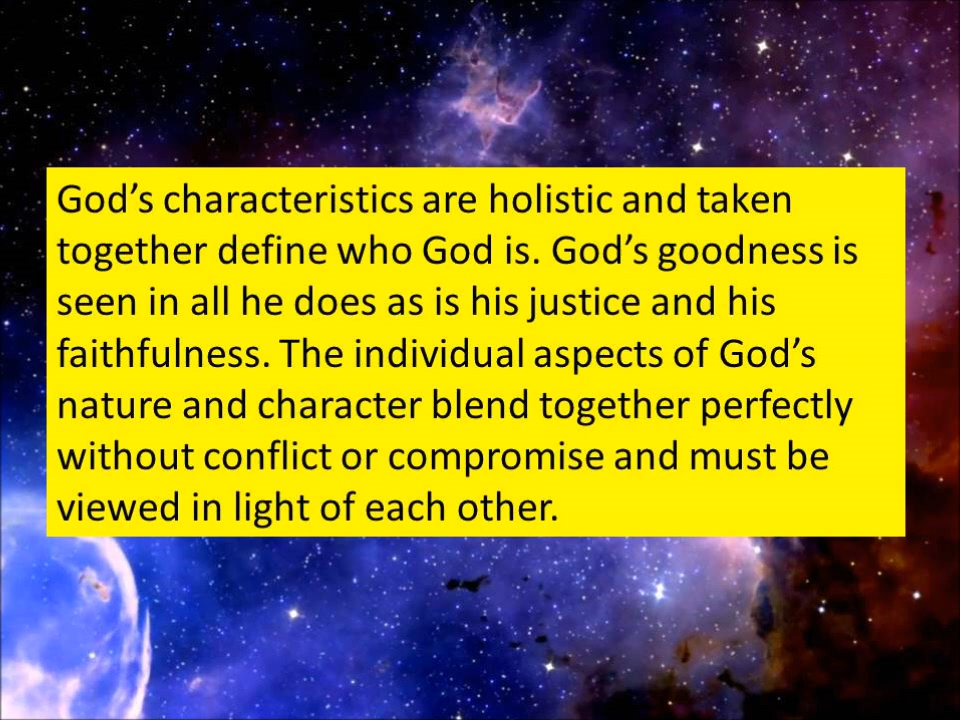 God’s characteristics are holistic and taken
together define who God is. God’s goodness is
seen in all he does as is his justice and his
faithfulness. The individual aspects of God’s
nature and character blend together perfectly
without conflict or compromise and must be
viewed in light of each other.